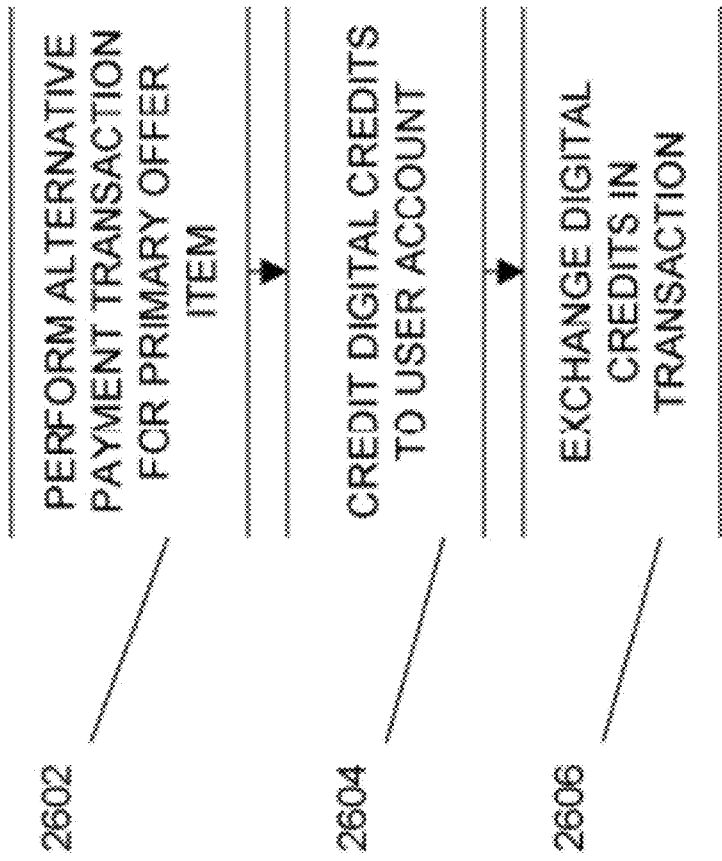 2602
PERFORM ALTERNATIVE
PAYMENT TRANSACTION
FOR PRIMARY OFFER
ITEM
2604
CREDIT DIGITAL CREDITS
TO USER ACCOUNT
2606
EXCHANGE DIGITAL
CREDITS IN
TRANSACTION